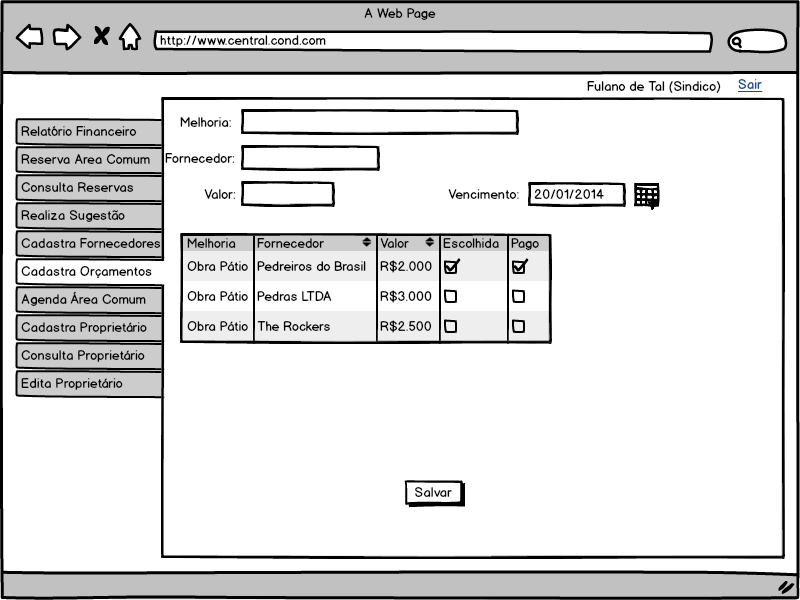 A Web Page
http://www.central.cond.com
Fulano de Tal (Sindico) Sair
Relatório Financeiro
Reserva Area Comum
Consulta Reservas
Realiza Sugestão
Cadastra Fornecedores
Cadastra Orçamentos
Agenda Área Comum
Cadastra Proprietário
Consulta Proprietário
Edita Proprietário
Melhoria:
Fornecedor:
Valor: Vencimento: 20/01/2014
Melhoria Fornecedor Valor Escolhida Pago
Obra Pátio Pedreiros do Brasil R$2.000
Obra Pátio Pedras LTDA R$3.000
Obra Pátio The Rockers R$2.500
Salvar